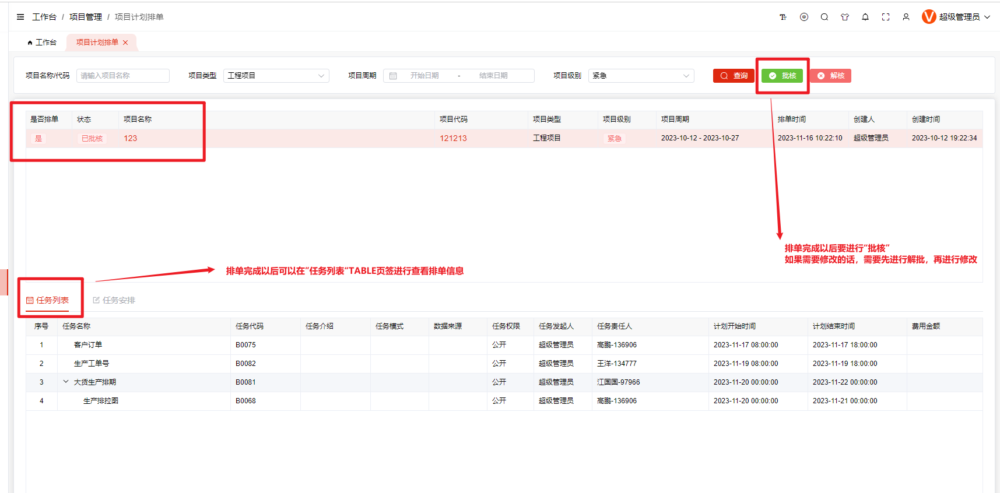 工作台 / 项目管理 / 项目计划排单
超级管理员
工作台 项目计划排单
项目名称/代码 请输入项目名称 项目类型 工程项目 项目周期 开始日期 - 结束日期 项目级别 紧急 查询 批核 解核
是否排单 状态 项目名称 项目代码 项目类型 项目级别 项目周期 排单时间 创建人 创建时间
是 已批核 123 121213 工程项目 紧急 2023-10-12 - 2023-10-27 2023-11-16 10:22:10 超级管理员 2023-10-12 19:22:34
排单完成以后要进行“批核”
如果需要修改的话，需要先进行解批，再进行修改
排单完成以后可以在“任务列表“TABLE页签进行查看排单信息
任务列表 任务安排
序号 任务名称 任务代码 任务介绍 任务模式 数据来源 任务权限 任务发起人 任务责任人 计划开始时间 计划结束时间 费用金额
1 客户订单 B0075 公开 超级管理员 高鹏-136906 2023-11-17 08:00:00 2023-11-17 18:00:00
2 生产工单号 B0082 公开 超级管理员 王洋-134777 2023-11-19 08:00:00 2023-11-19 18:00:00
3 大货生产排期 B0081 公开 超级管理员 江国国-97966 2023-11-20 00:00:00 2023-11-22 00:00:00
4 生产排拉图 B0068 公开 超级管理员 高鹏-136906 2023-11-20 00:00:00 2023-11-21 00:00:00